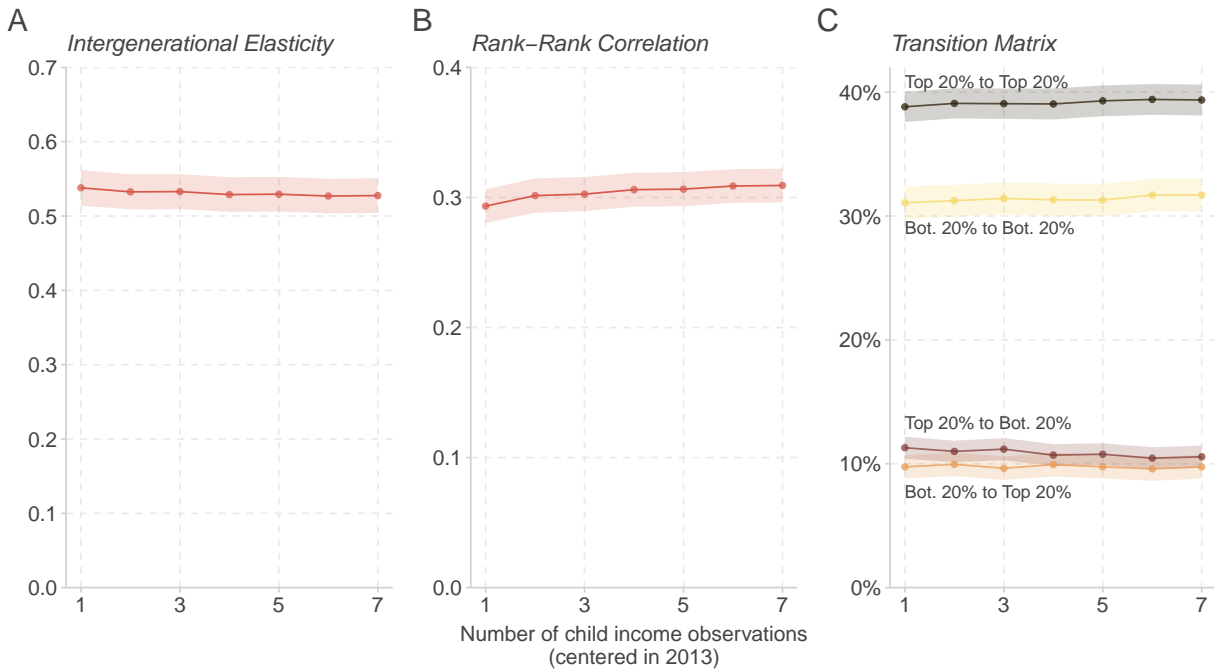 A
Intergenerational Elasticity
0.7
0.6
0.5
0.4
0.3
0.2
0.1
0.0
1 3 5 7
B
Rank−Rank Correlation
0.4
0.3
0.2
0.1
0.0
1 3 5 7
Number of child income observations
(centered in 2013)
C
Transition Matrix
40%
30%
20%
10%
0%
Top 20% to Top 20%
Bot. 20% to Bot. 20%
Top 20% to Bot. 20%
Bot. 20% to Top 20%
1 3 5 7